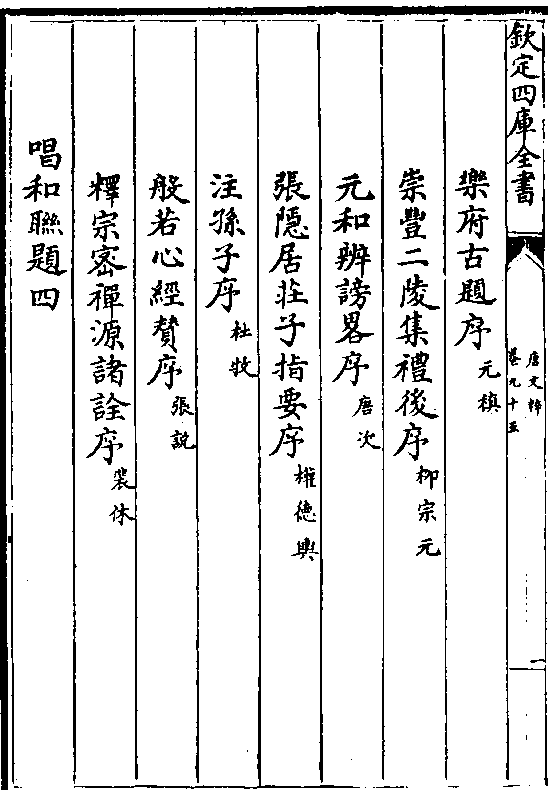 欽定四庫全書
唐文粹
卷九十五
一
樂府古題序 元稹
崇豐二陵集禮後序 柳宗元
元和辨謗畧序 唐次
張隠居莊子指要序 權德輿
注孫子序 杜牧
般若心經賛序 張說
釋宗宻禪源諸詮序 裴休
唱和聯題四